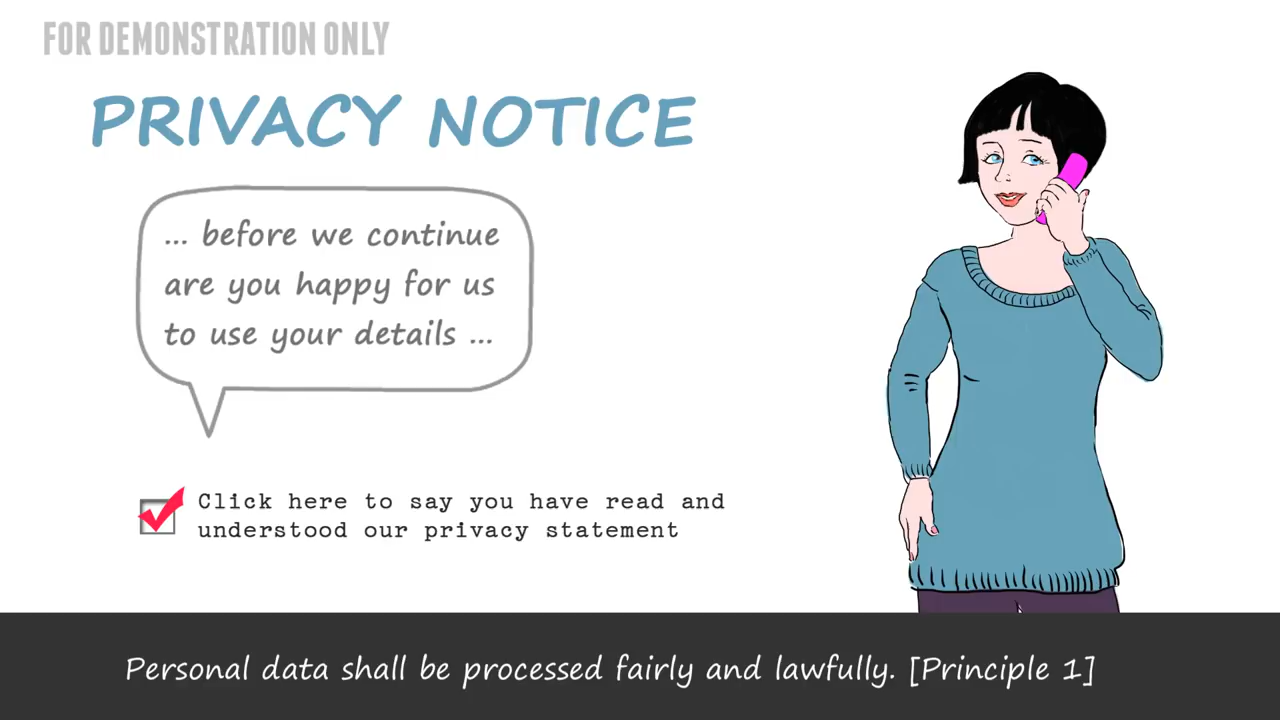 FOR DEMONSTRATION ONLY
PRIVACY NOTICE
... before we continue
are you happy for us
to use your details ...
Click here to say you have read and
understood our privacy statement
Personal data shall be processed fairly and lawfully. [Principle 1]